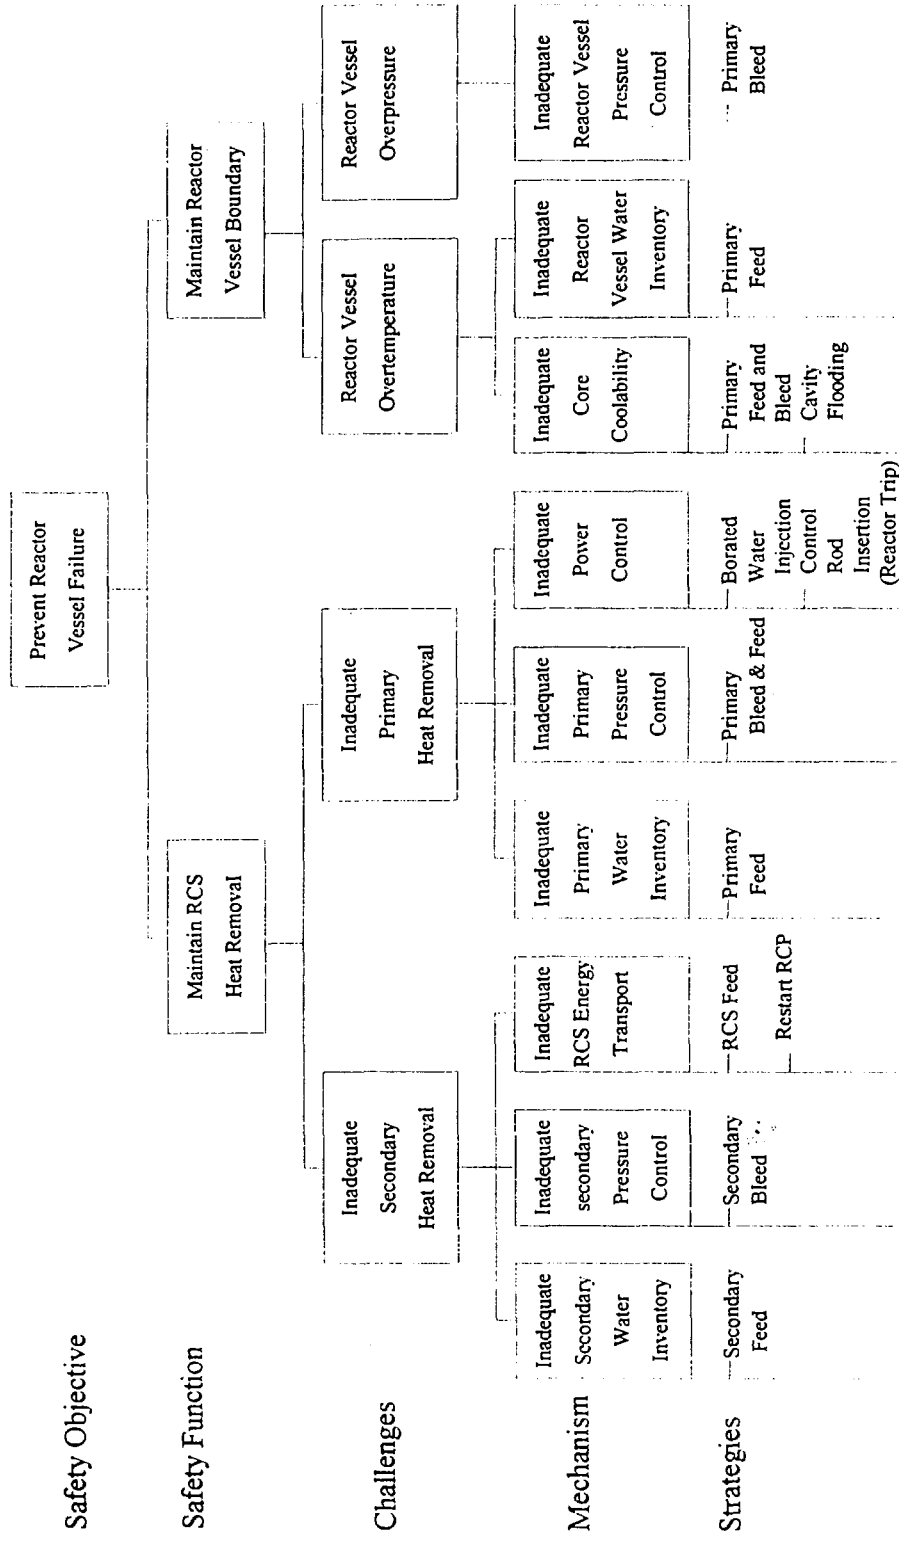 Safety Objective
Prevent Reactor
Vessel Failure
Safety Function
Maintain RCS
Heat Removal
Maintain Reactor
Vessel Boundary
Challenges
Inadequate
Secondary
Heat Removal
Inadequate
Primary
Heat Removal
Reactor Vessel
Overtemperature
Reactor Vessel
Overpressure
Mechanism
Inadequate
Secondary
Water
Inventory
Inadequate
secondary
Pressure
Control
Inadequate
RCS Energy
Transport
Inadequate
Primary
Water
Inventory
Inadequate
Primary
Pressure
Control
Inadequate
Power
Control
Inadequate
Core
Coolability
Inadequate
Reactor
Vessel Water
Inventory
Inadequate
Reactor Vessel
Pressure
Control
Strategies
Secondary
Feed
Secondary
Bleed
RCS Feed
Restart RCP
Primary
Feed
Primary
Bleed & Feed
Borated
Water
Injection
Control
Rod
Insertion
(Reactor Trip)
Primary
Feed and
Bleed
Cavity
Flooding
Primary
Feed
Primary
Bleed